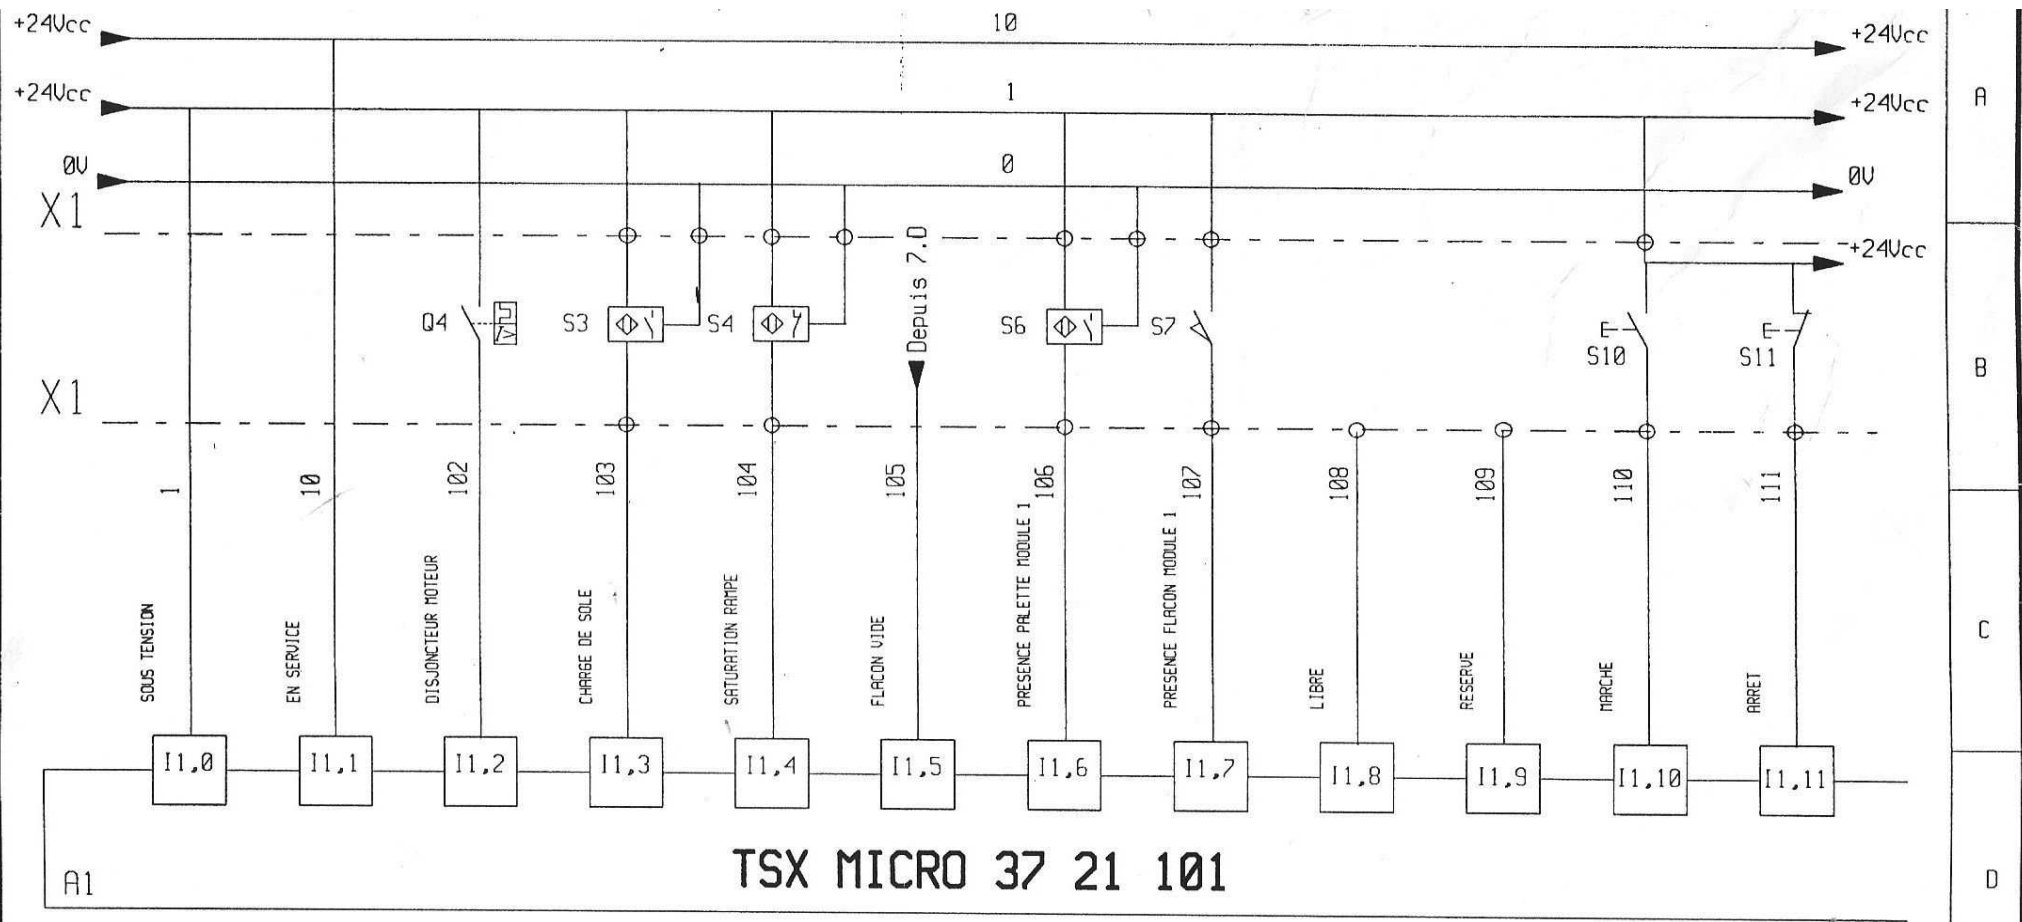 +24Vcc 10 +24Vcc
+24Vcc 1 +24Vcc
0V 0 0V
X1
+24Vcc
Depuis 7.D
Q4 S3 S4 S6 S7 S10 S11
X1
1 10 102 103 104 105 106 107 108 109 110 111
SOUS TENSION
EN SERVICE
DISJONCTEUR MOTEUR
CHARGE DE SOLE
SATURATION RAMPE
FLACON VIDE
PRESENCE PALETTE MODULE 1
PRESENCE FLACON MODULE 1
LIBRE
RESERVE
MARCHE
ARRET
I1,0 I1,1 I1,2 I1,3 I1,4 I1,5 I1,6 I1,7 I1,8 I1,9 I1,10 I1,11
TSX MICRO 37 21 101
A1
A
B
C
D